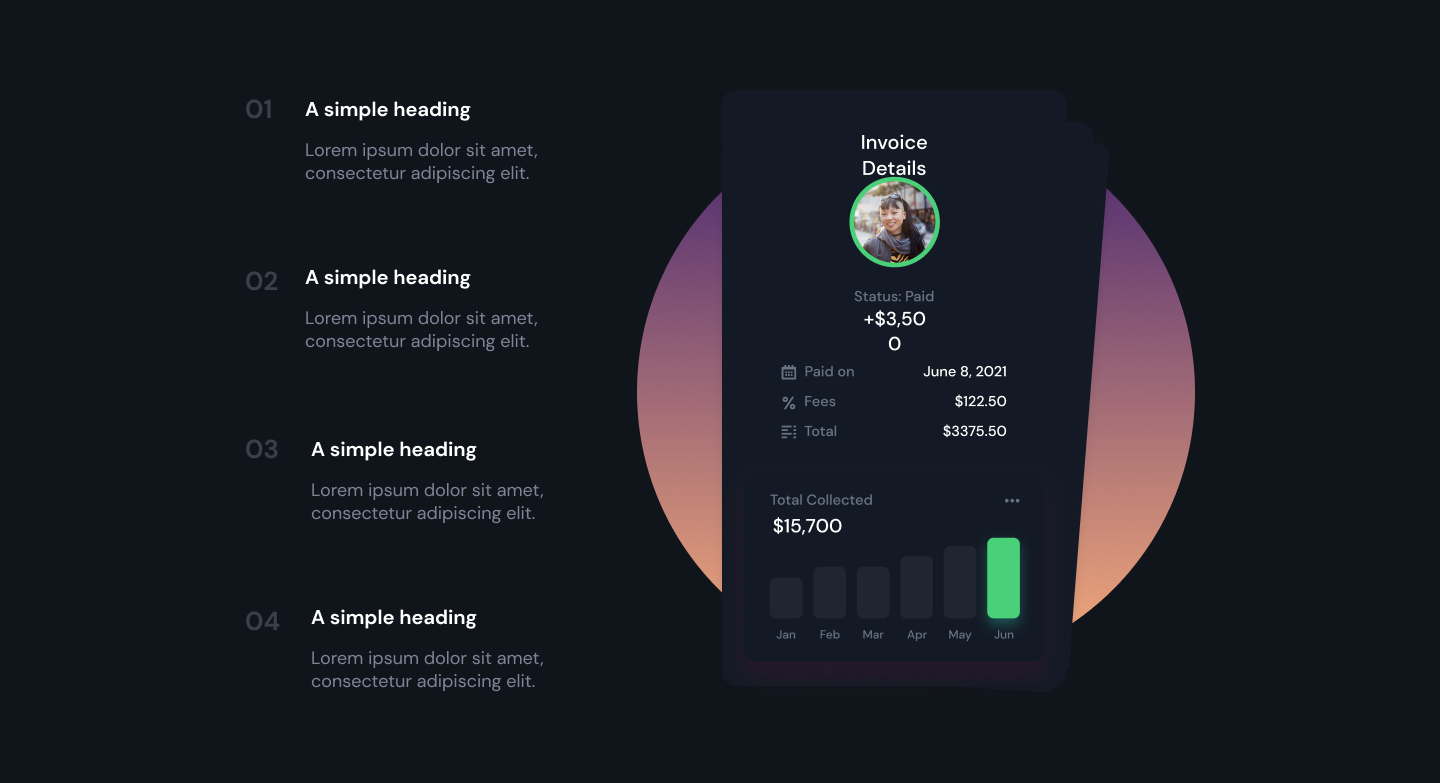 01
A simple heading
Lorem ipsum dolor sit amet,
consectetur adipiscing elit.
02
A simple heading
Lorem ipsum dolor sit amet,
consectetur adipiscing elit.
03
A simple heading
Lorem ipsum dolor sit amet,
consectetur adipiscing elit.
04
A simple heading
Lorem ipsum dolor sit amet,
consectetur adipiscing elit.
Invoice
Details
Status: Paid
+$3,50
0
Paid on June 8, 2021
Fees $122.50
Total $3375.50
Total Collected
$15,700
Jan Feb Mar Apr May Jun